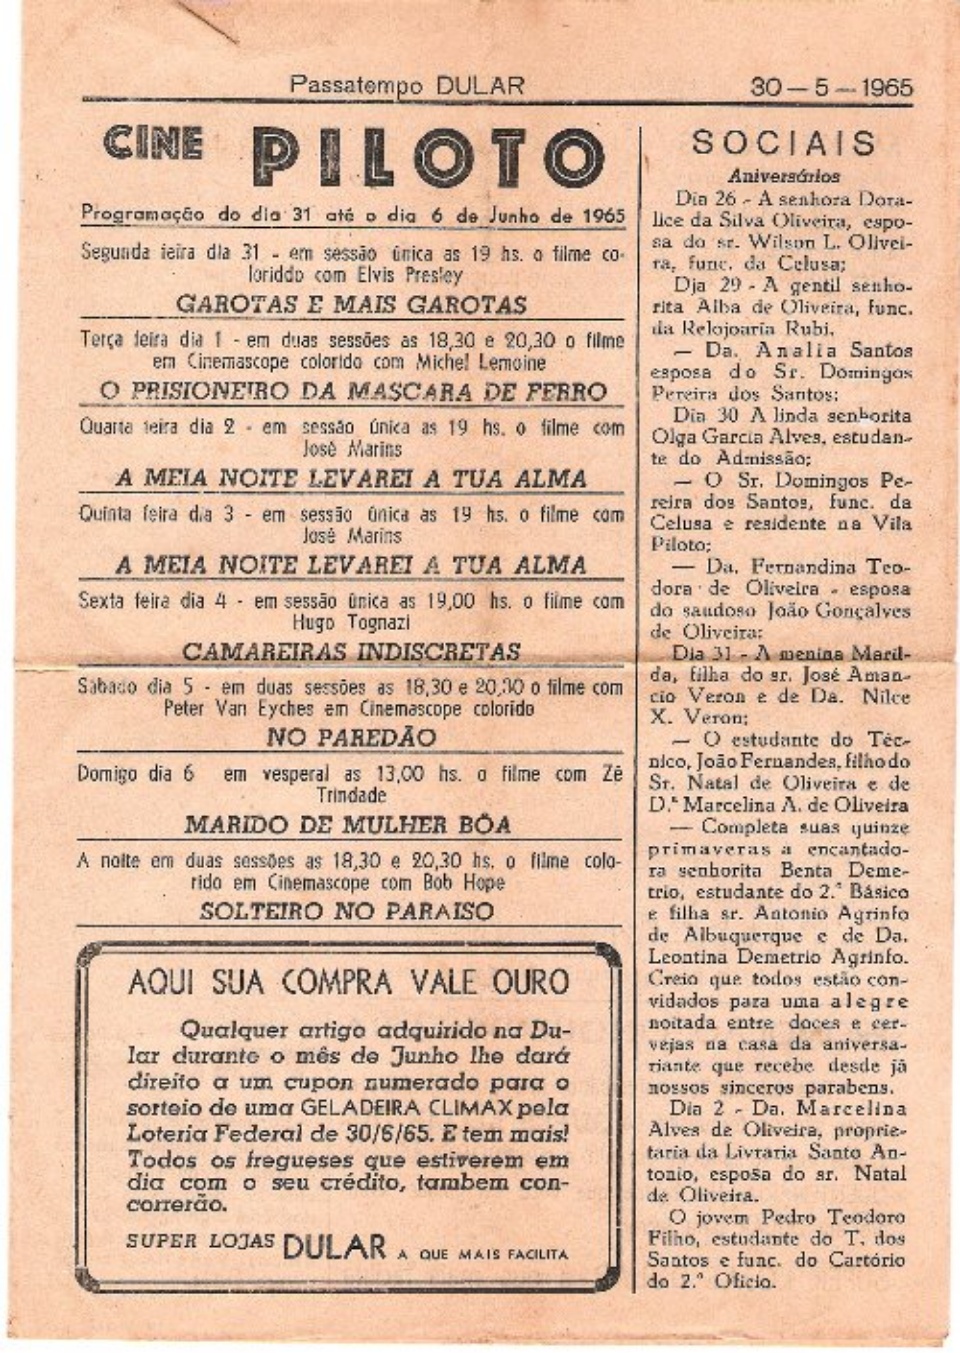 Passatempo DULAR 30 — 5 — 1965
CINE PILOTO
Programação do dia 31 até o dia 6 de Junho de 1965
Segunda feira dia 31 - em sessão única as 19 hs. o filme co-
loriddo com Elvis Presley
GAROTAS E MAIS GAROTAS
Terça feira dia 1 - em duas sessões as 18,30 e 20,30 o filme
em Cinemascope colorido com Michel Lemoine
O PRISIONEIRO DA MASCARA DE FERRO
Quarta feira dia 2 - em sessão única as 19 hs. o filme com
José Marins
A MEIA NOITE LEVAREI A TUA ALMA
Quinta feira dia 3 - em sessão única as 19 hs. o filme com
José Marins
A MEIA NOITE LEVAREI A TUA ALMA
Sexta feira dia 4 - em sessão única as 19,00 hs. o filme com
Hugo Tognazi
CAMAREIRAS INDISCRETAS
Sábado dia 5 - em duas sessões as 18,30 e 20,30 o filme com
Peter Van Eyches em Cinemascope colorido
NO PAREDÃO
Domigo dia 6 em vesperal as 13,00 hs. o filme com Zé
Trindade
MARIDO DE MULHER BÔA
A noite em duas sessões as 18,30 e 20,30 hs. o filme colo-
rido em Cinemascope com Bob Hope
SOLTEIRO NO PARAISO
AQUI SUA COMPRA VALE OURO
Qualquer artigo adquirido na Du-
lar durante o mês de Junho lhe dará
direito a um cupon numerado para o
sorteio de uma GELADEIRA CLIMAX pela
Loteria Federal de 30/6/65. E tem mais!
Todos os fregueses que estiverem em
dia com o seu crédito, tambem con-
correrão.
SUPER LOJAS DULAR A QUE MAIS FACILITA
SOCIAIS
Aniversários
Dia 26 - A senhora Dora-
lice da Silva Oliveira, espo-
sa do sr. Wilson L. Olivei-
ra, func. da Celusa;
Dja 29 - A gentil senho-
rita Alba de Oliveira, func.
da Relojoaria Rubi.
— Da. Analia Santos
esposa do Sr. Domingos
Pereira dos Santos;
Dia 30 A linda senhorita
Olga Garcia Alves, estudan-
te do Admissão;
— O Sr. Domingos Pe-
reira dos Santos, func. da
Celusa e residente na Vila
Piloto;
— Da. Fernandina Teo-
dora de Oliveira - esposa
do saudoso João Gonçalves
de Oliveira;
Dia 31 - A menina Maril-
da, filha do sr. José Aman-
cio Veron e de Da. Nilce
X. Veron;
— O estudante do Téc-
nico, João Fernandes, filho do
Sr. Natal de Oliveira e de
D.ª Marcelina A. de Oliveira
— Completa suas quinze
primaveras a encantado-
ra senhorita Benta Deme-
trio, estudante do 2.º Básico
e filha sr. Antonio Agrinfo
de Albuquerque e de Da.
Leontina Demetrio Agrinfo.
Creio que todos estão con-
vidados para uma alegre
noitada entre doces e cer-
vejas na casa da aniversa-
riante que recebe desde já
nossos sinceros parabens.
Dia 2 - Da. Marcelina
Alves de Oliveira, proprie-
taria da Livraria Santo An-
tonio, esposa do sr. Natal
de Oliveira.
O jovem Pedro Teodoro
Filho, estudante do T. dos
Santos e func. do Cartório
do 2.º Oficio.